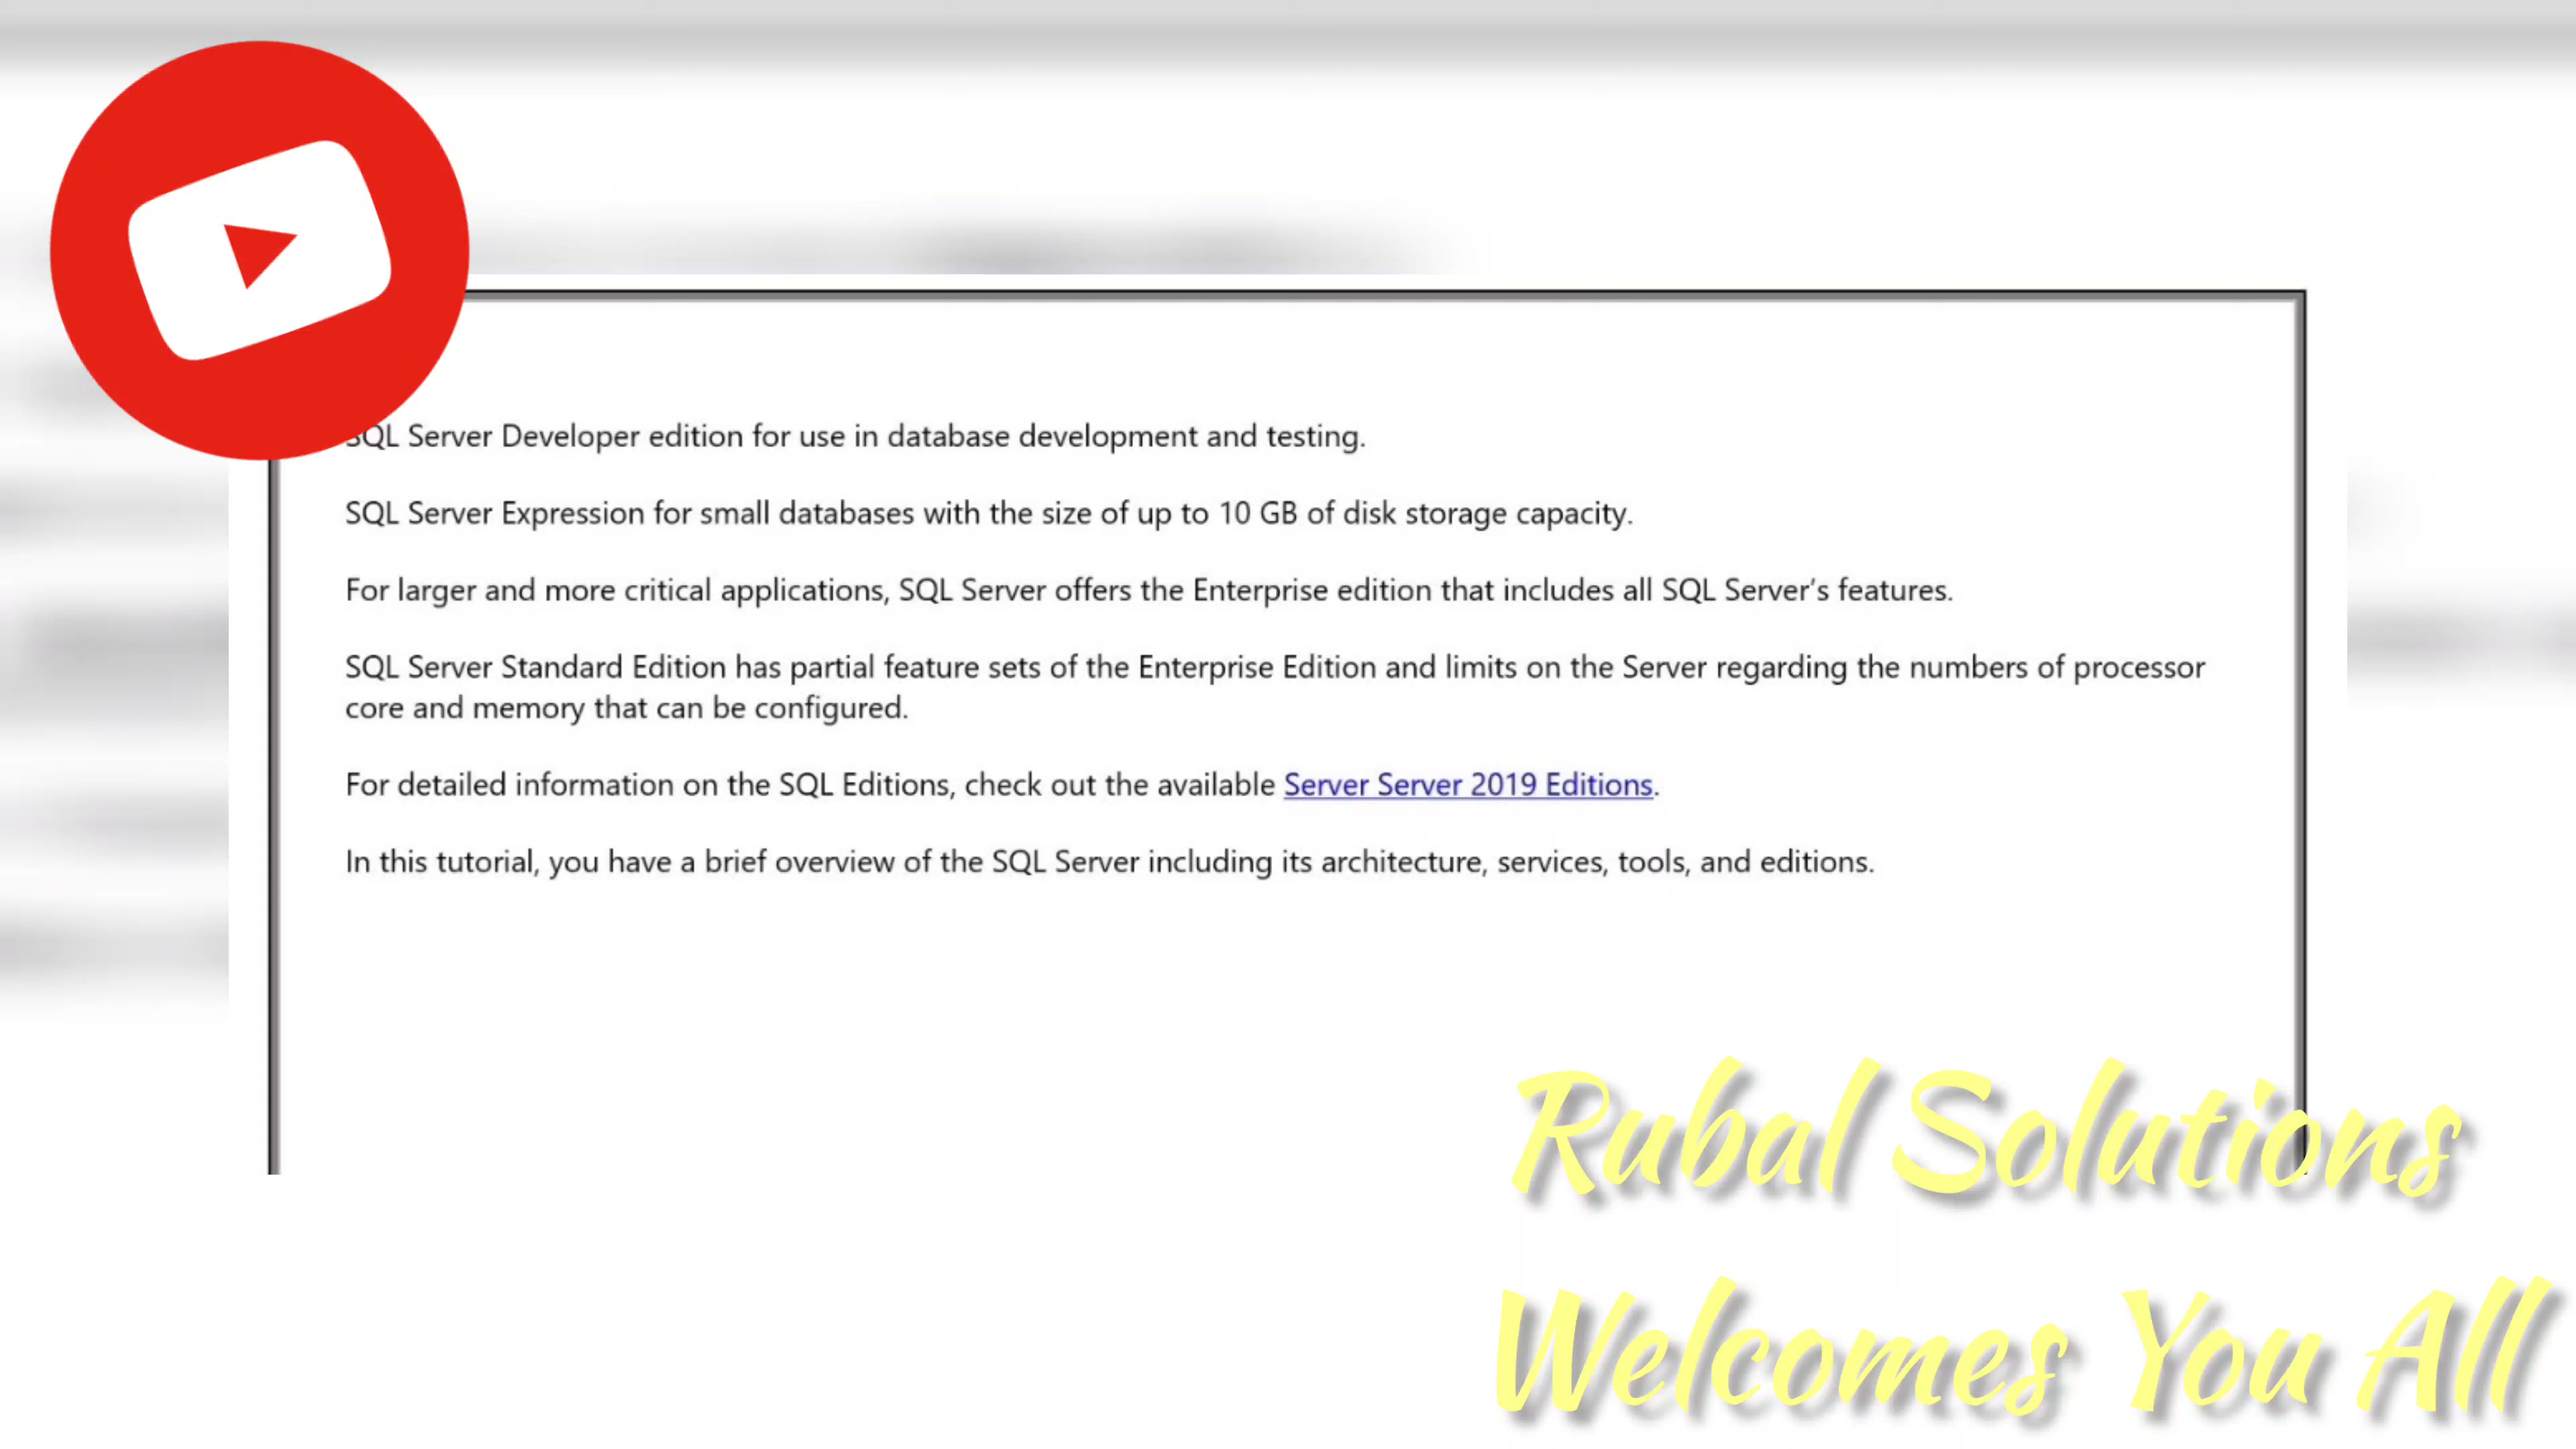 SQL Server Developer edition for use in database development and testing.
SQL Server Expression for small databases with the size of up to 10 GB of disk storage capacity.
For larger and more critical applications, SQL Server offers the Enterprise edition that includes all SQL Server's features.
SQL Server Standard Edition has partial feature sets of the Enterprise Edition and limits on the Server regarding the numbers of processor
core and memory that can be configured.
For detailed information on the SQL Editions, check out the available Server Server 2019 Editions.
In this tutorial, you have a brief overview of the SQL Server including its architecture, services, tools, and editions.
Rubal Solutions
Welcomes You All